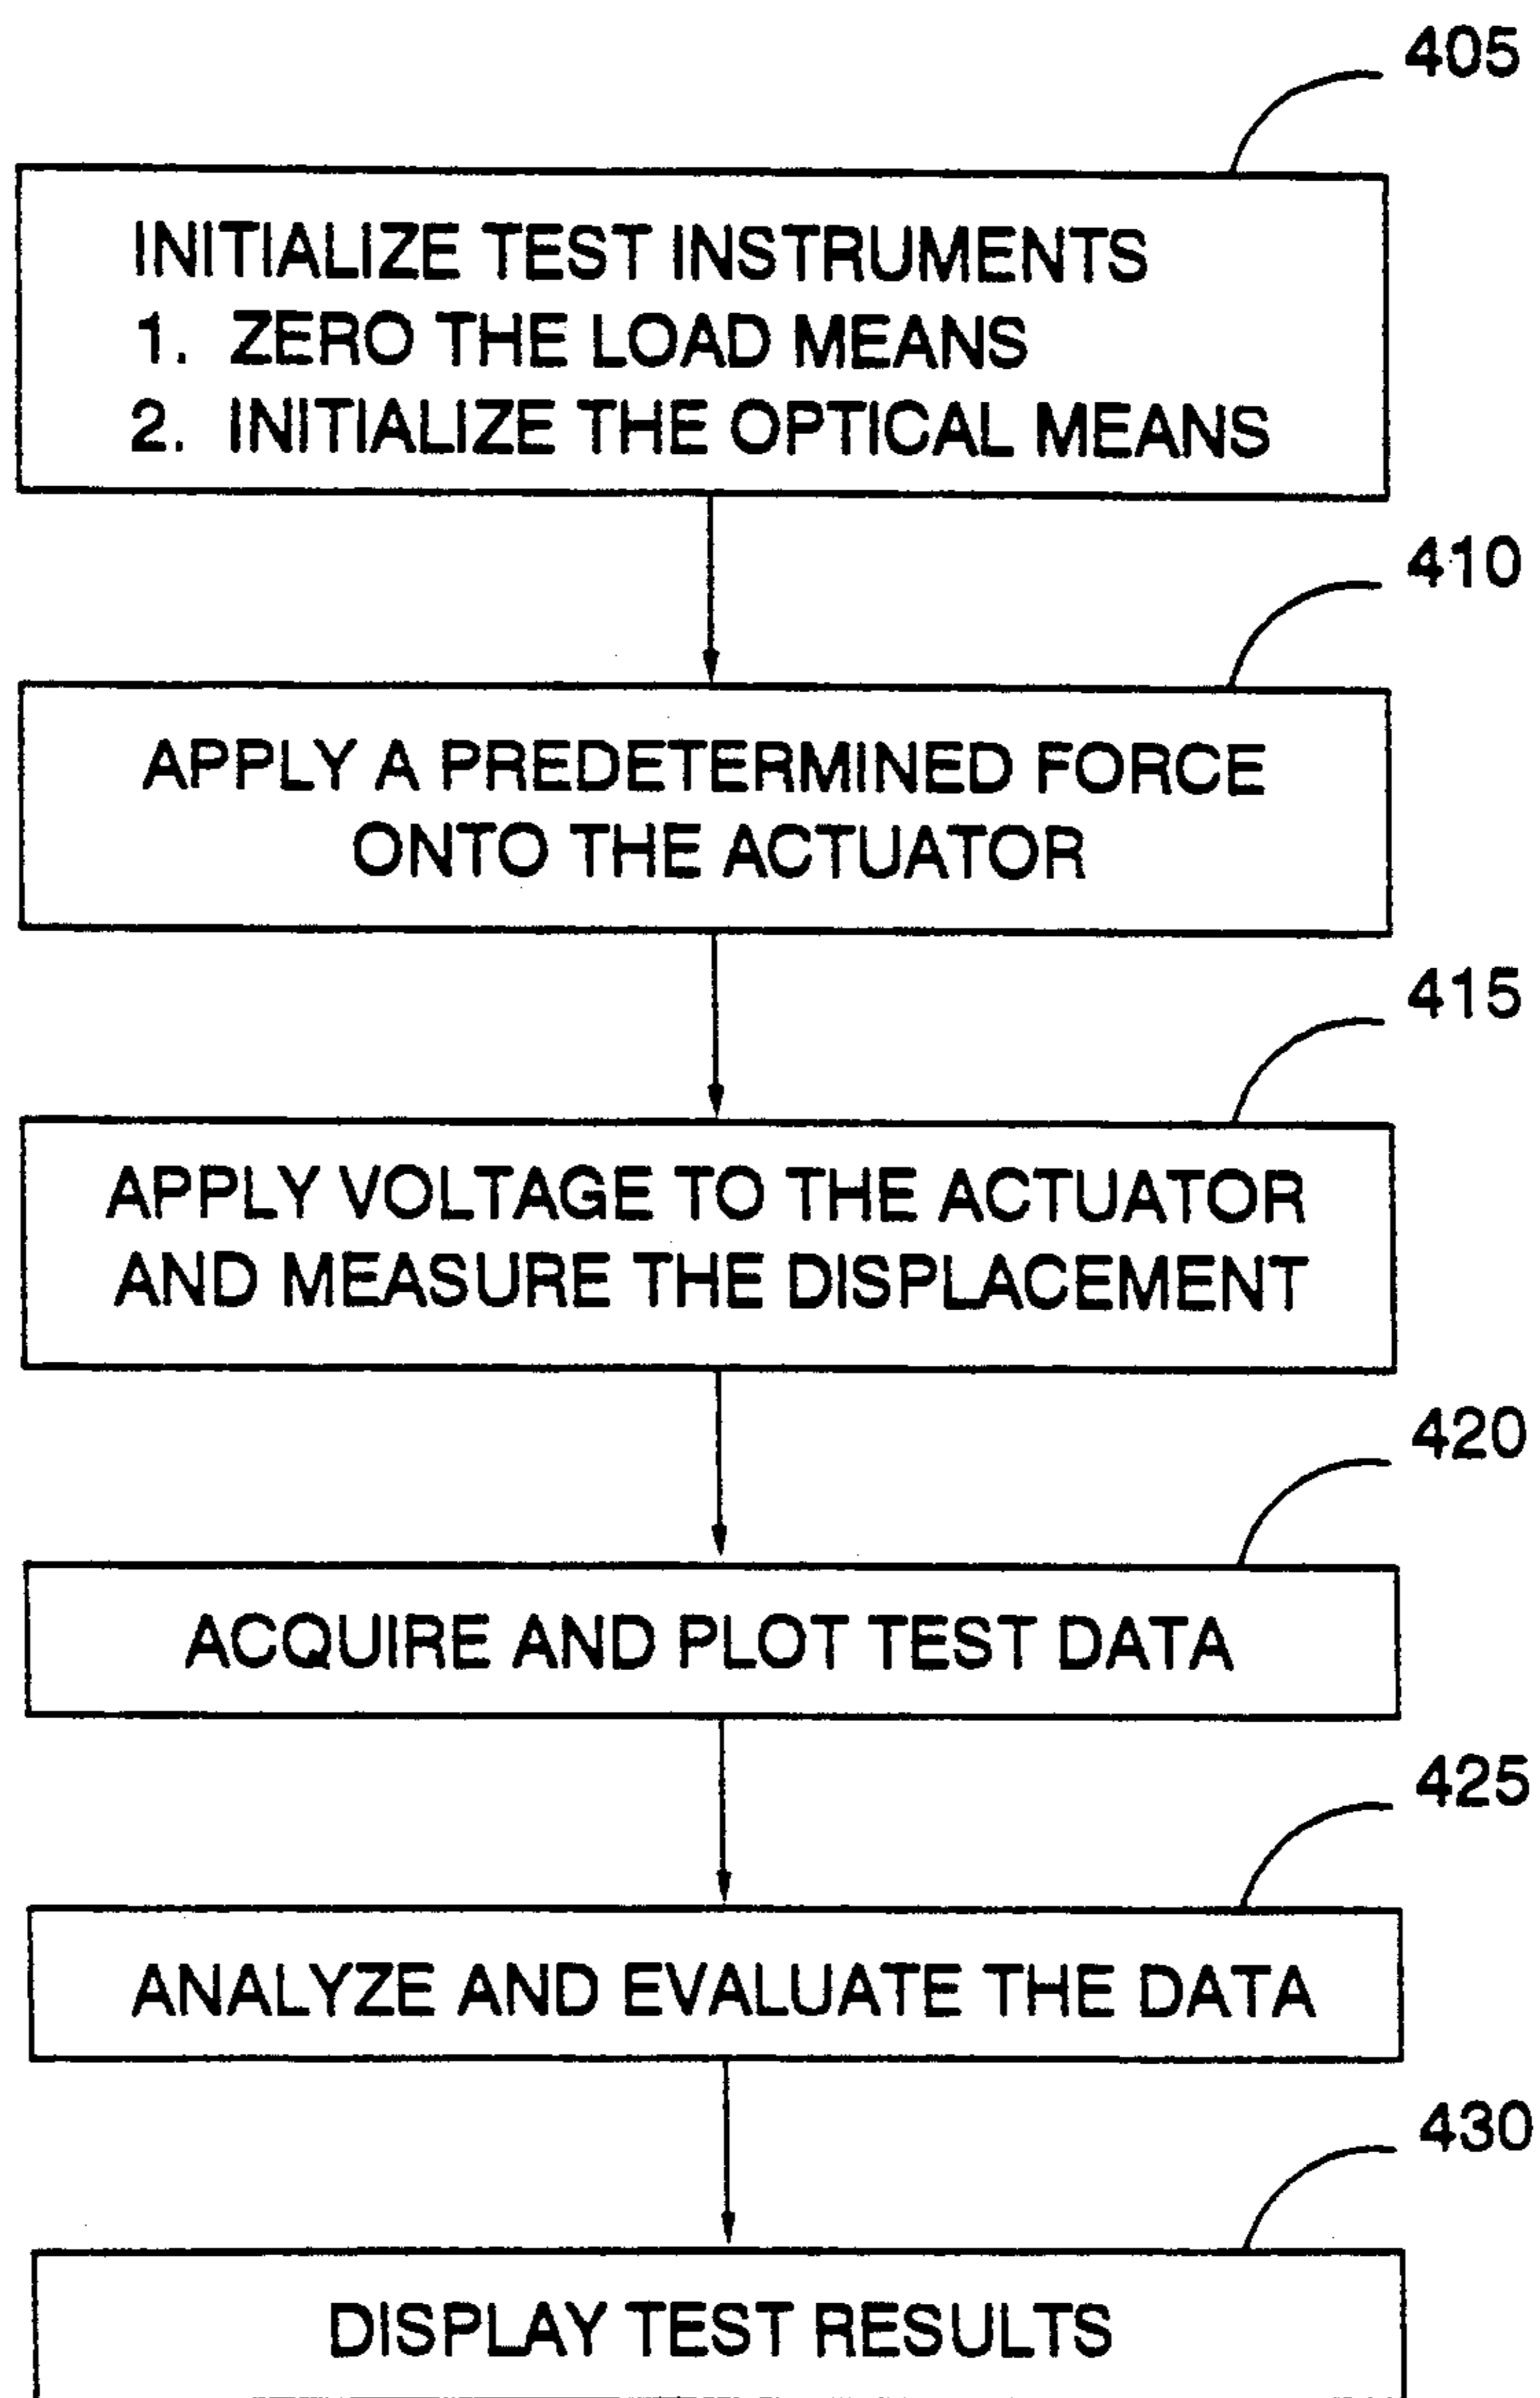 405
INITIALIZE TEST INSTRUMENTS
1. ZERO THE LOAD MEANS
2. INITIALIZE THE OPTICAL MEANS
410
APPLY A PREDETERMINED FORCE
ONTO THE ACTUATOR
415
APPLY VOLTAGE TO THE ACTUATOR
AND MEASURE THE DISPLACEMENT
420
ACQUIRE AND PLOT TEST DATA
425
ANALYZE AND EVALUATE THE DATA
430
DISPLAY TEST RESULTS